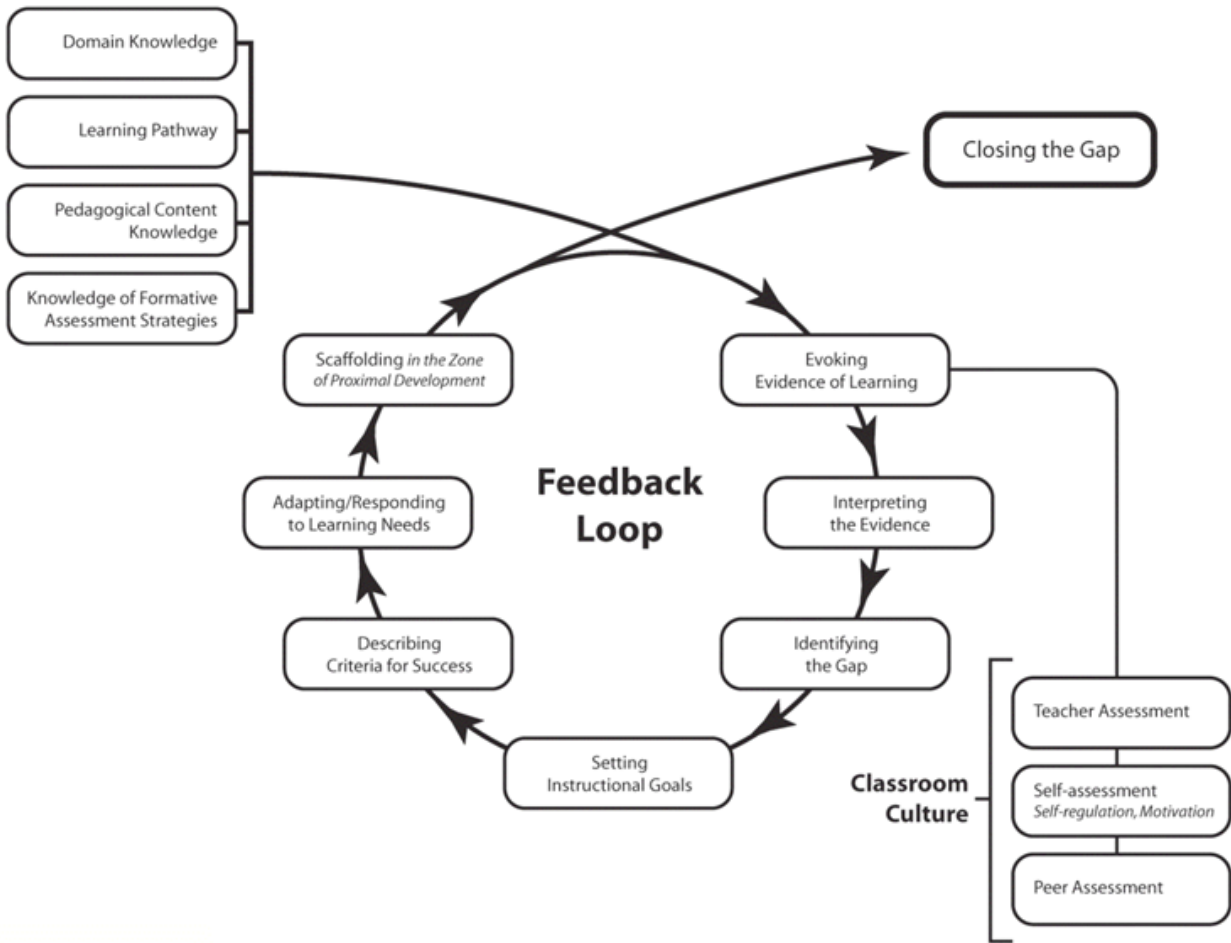 Domain Knowledge
Learning Pathway
Pedagogical Content
Knowledge
Knowledge of Formative
Assessment Strategies
Closing the Gap
Scaffolding in the Zone
of Proximal Development
Evoking
Evidence of Learning
Adapting/Responding
to Learning Needs
Feedback
Loop
Interpreting
the Evidence
Describing
Criteria for Success
Identifying
the Gap
Setting
Instructional Goals
Classroom
Culture
Teacher Assessment
Self-assessment
Self-regulation, Motivation
Peer Assessment